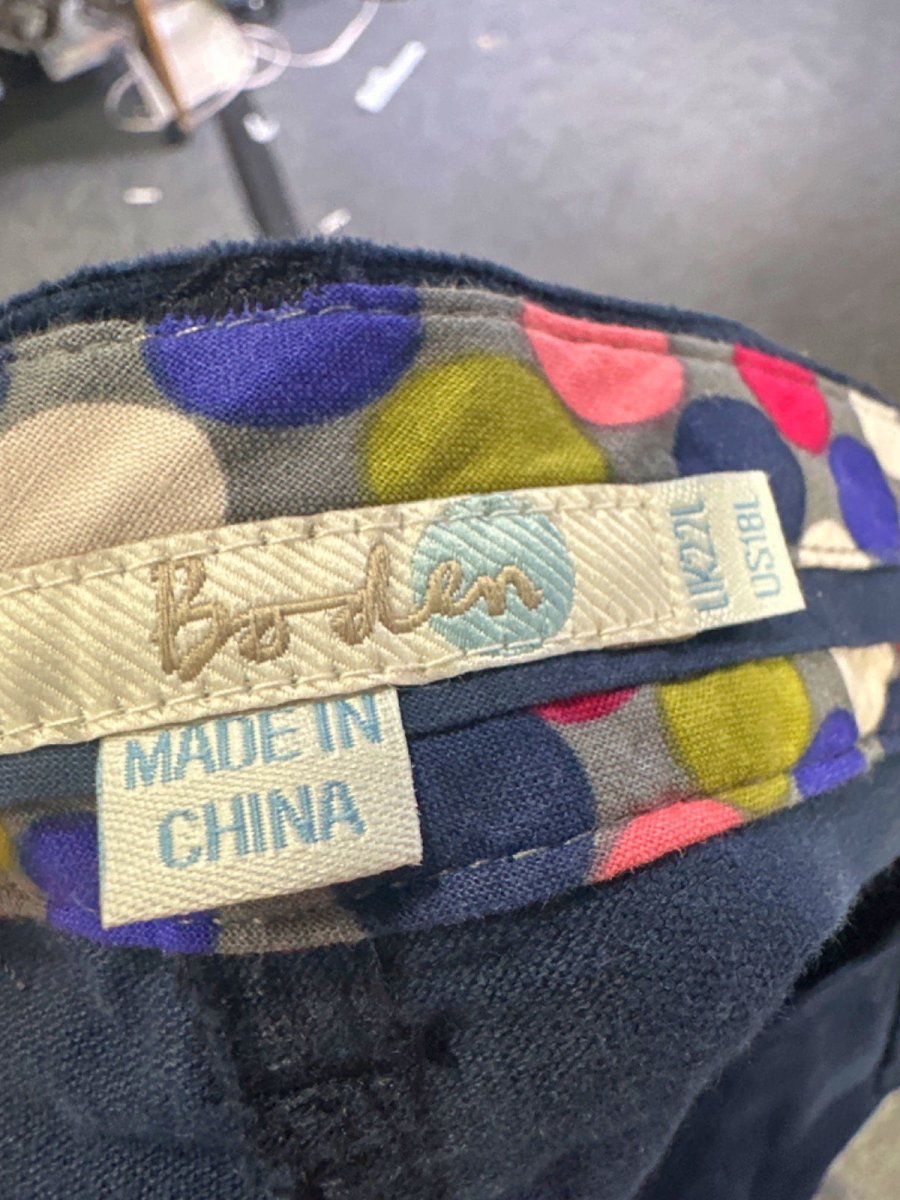 Boden
UK22L
US18L
MADE IN
CHINA